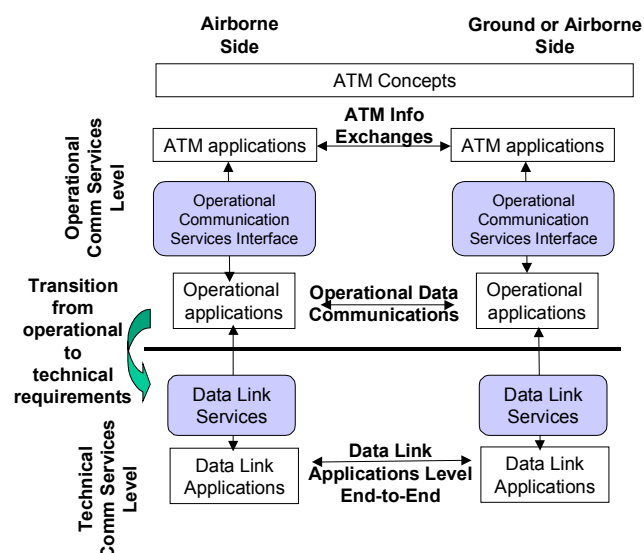 Airborne
Side
Ground or Airborne
Side
ATM Concepts
Operational
Comm Services
Level
ATM applications
ATM Info
Exchanges
ATM applications
Operational
Communication
Services Interface
Operational
Communication
Services Interface
Transition
from
operational
to
technical
requirements
Operational
applications
Operational Data
Communications
Operational
applications
Data Link
Services
Data Link
Services
Technical
Comm Services
Level
Data Link
Applications
Data Link
Applications Level
End-to-End
Data Link
Applications